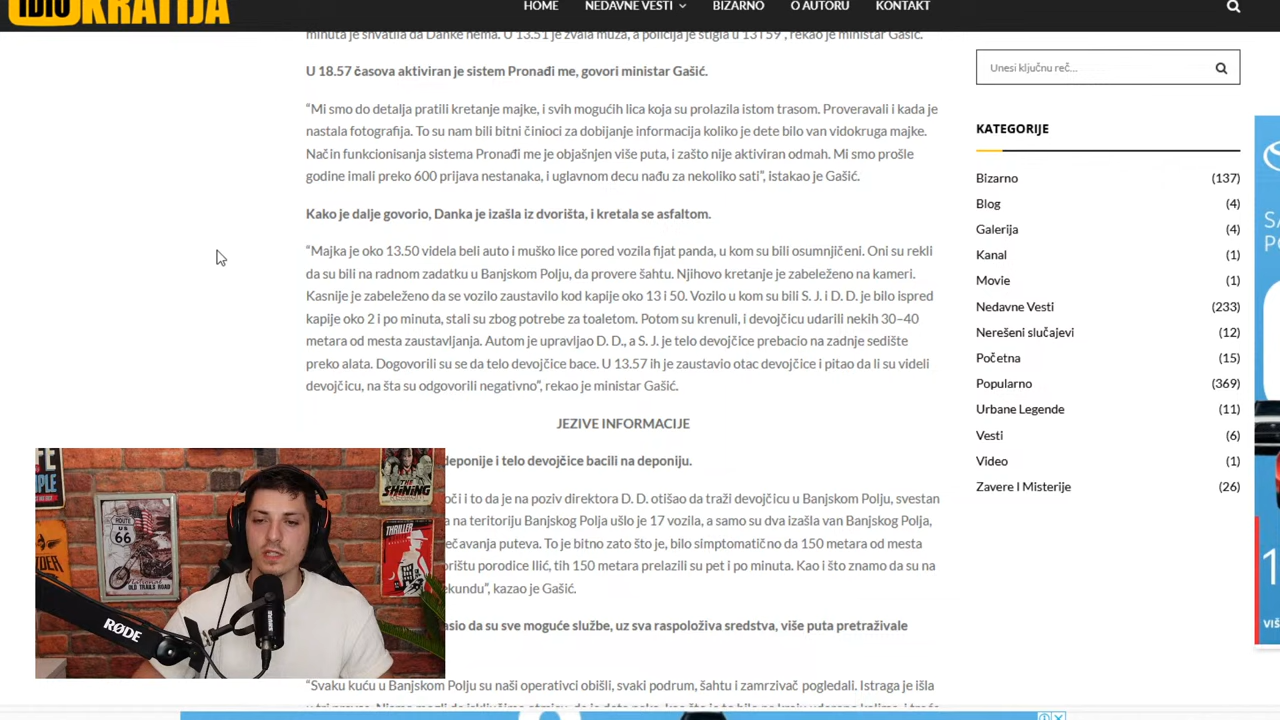 IDIO KRATIJA
HOME NEDAVNE VESTI BIZARNO O AUTORU KONTAKT
minuta je shvatila da Danke nema. U 13.51 je zvala muža, a policija je stigla u 13 i 59”, rekao je ministar Gašić.
U 18.57 časova aktiviran je sistem Pronađi me, govori ministar Gašić.
“Mi smo do detalja pratili kretanje majke, i svih mogućih lica koja su prolazila istom trasom. Proveravali i kada je
nastala fotografija. To su nam bili bitni činioci za dobijanje informacija koliko je dete bilo van vidokruga majke.
Način funkcionisanja sistema Pronađi me je objašnjen više puta, i zašto nije aktiviran odmah. Mi smo prošle
godine imali preko 600 prijava nestanaka, i uglavnom decu nađu za nekoliko sati”, istakao je Gašić.
Kako je dalje govorio, Danka je izašla iz dvorišta, i kretala se asfaltom.
“Majka je oko 13.50 videla beli auto i muško lice pored vozila fijat panda, u kom su bili osumnjičeni. Oni su rekli
da su bili na radnom zadatku u Banjskom Polju, da provere šahtu. Njihovo kretanje je zabeleženo na kameri.
Kasnije je zabeleženo da se vozilo zaustavilo kod kapije oko 13 i 50. Vozilo u kom su bili S. J. i D. D. je bilo ispred
kapije oko 2 i po minuta, stali su zbog potrebe za toaletom. Potom su krenuli, i devojčicu udarili nekih 30–40
metara od mesta zaustavljanja. Autom je upravljao D. D., a S. J. je telo devojčice prebacio na zadnje sedište
preko alata. Dogovorili su se da telo devojčice bace. U 13.57 ih je zaustavio otac devojčice i pitao da li su videli
devojčicu, na šta su odgovorili negativno”, rekao je ministar Gašić.
JEZIVE INFORMACIJE
deponije i telo devojčice bacili na deponiju.
oči i to da je na poziv direktora D. D. otišao da traži devojčicu u Banjskom Polju, svestan
a na teritoriju Banjskog Polja ušlo je 17 vozila, a samo su dva izašla van Banjskog Polja,
ečavanja puteva. To je bitno zato što je, bilo simptomatično da 150 metara od mesta
orištu porodice Ilić, tih 150 metara prelazili su pet i po minuta. Kao i što znamo da su na
ekundu”, kazao je Gašić.
asio da su sve moguće službe, uz sva raspoloživa sredstva, više puta pretraživale
“Svaku kuću u Banjskom Polju su naši operativci obišli, svaki podrum, šahtu i zamrzivač pogledali. Istraga je išla
Unesi ključnu reč...
KATEGORIJE
Bizarno (137)
Blog (4)
Galerija (4)
Kanal (1)
Movie (1)
Nedavne Vesti (233)
Nerešeni slučajevi (12)
Početna (15)
Popularno (369)
Urbane Legende (11)
Vesti (6)
Video (1)
Zavere I Misterije (26)
SA
PO
1
VIŠ
ROUTE
US
66
THE
SHINING
THRILLER
RØDE